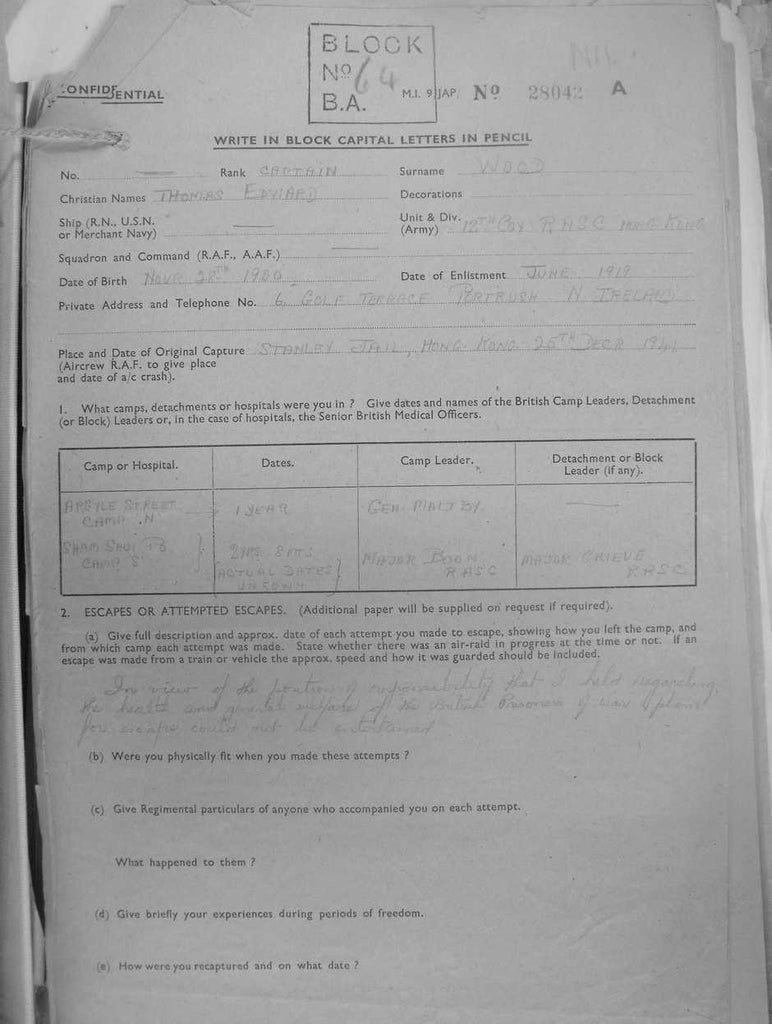 BLOCK
Nº 64
B.A.
CONFIDENTIAL
M.I. 9/JAP/ Nº 28042 A
NIL.
WRITE IN BLOCK CAPITAL LETTERS IN PENCIL
No. — Rank CAPTAIN Surname WOOD
Christian Names THOMAS EDWARD Decorations
Ship (R.N., U.S.N. or Merchant Navy) — Unit & Div. (Army) 12TH COY RASC HONG KONG
Squadron and Command (R.A.F., A.A.F.) —
Date of Birth NOVR 28TH 1900 Date of Enlistment JUNE 1919
Private Address and Telephone No. 6, GOLF TERRACE PORTRUSH N IRELAND
Place and Date of Original Capture STANLEY JAIL, HONG KONG 25TH DECR 1941
(Aircrew R.A.F. to give place
and date of a/c crash).
1. What camps, detachments or hospitals were you in ? Give dates and names of the British Camp Leaders, Detachment
(or Block) Leaders or, in the case of hospitals, the Senior British Medical Officers.
Camp or Hospital. Dates. Camp Leader. Detachment or Block Leader (if any).
ARGYLE STREET CAMP .N 1 YEAR GEN. MALTBY —
SHAM SHUI PO CAMP S 2 YRS 8 MTS [ACTUAL DATES MAJOR BOON RASC MAJOR GRIEVE RASC
2. ESCAPES OR ATTEMPTED ESCAPES. (Additional paper will be supplied on request if required).
(a) Give full description and approx. date of each attempt you made to escape, showing how you left the camp, and
from which camp each attempt was made. State whether there was an air-raid in progress at the time or not. If an
escape was made from a train or vehicle the approx. speed and how it was guarded should be included.
In view of the position of responsibility that I held regarding
the health and general welfare of the British Prisoners of war, plans
for escape could not be entertained
(b) Were you physically fit when you made these attempts ?
(c) Give Regimental particulars of anyone who accompanied you on each attempt.
What happened to them ?
(d) Give briefly your experiences during periods of freedom.
(e) How were you recaptured and on what date ?